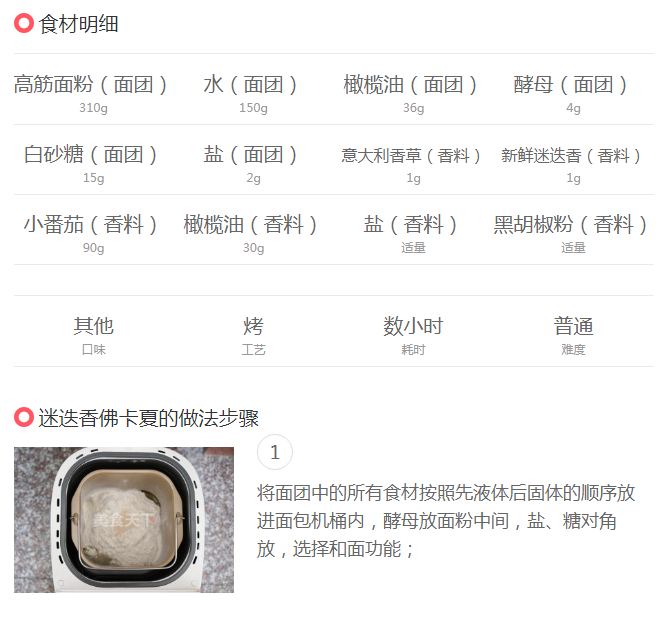 食材明细
高筋面粉（面团） 水（面团） 橄榄油（面团） 酵母（面团）
310g 150g 36g 4g
白砂糖（面团） 盐（面团） 意大利香草（香料） 新鲜迷迭香（香料）
15g 2g 1g 1g
小番茄（香料） 橄榄油（香料） 盐（香料） 黑胡椒粉（香料）
90g 30g 适量 适量
其他 烤 数小时 普通
口味 工艺 耗时 难度
迷迭香佛卡夏的做法步骤
1
将面团中的所有食材按照先液体后固体的顺序放
进面包机桶内，酵母放面粉中间，盐、糖对角
放，选择和面功能；
美食天下